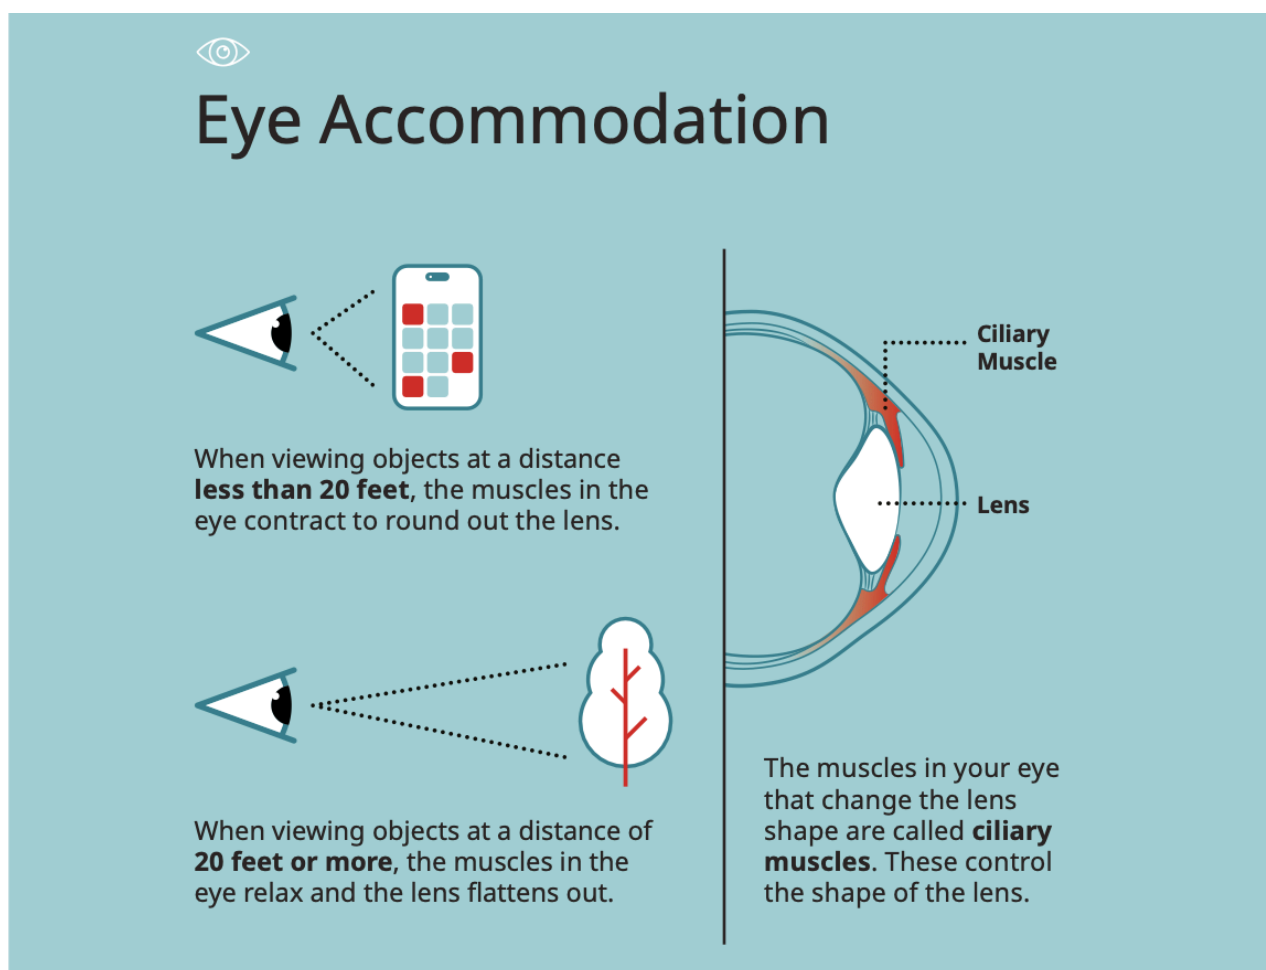 Eye Accommodation
When viewing objects at a distance
less than 20 feet, the muscles in the
eye contract to round out the lens.
When viewing objects at a distance of
20 feet or more, the muscles in the
eye relax and the lens flattens out.
Ciliary
Muscle
Lens
The muscles in your eye
that change the lens
shape are called ciliary
muscles. These control
the shape of the lens.